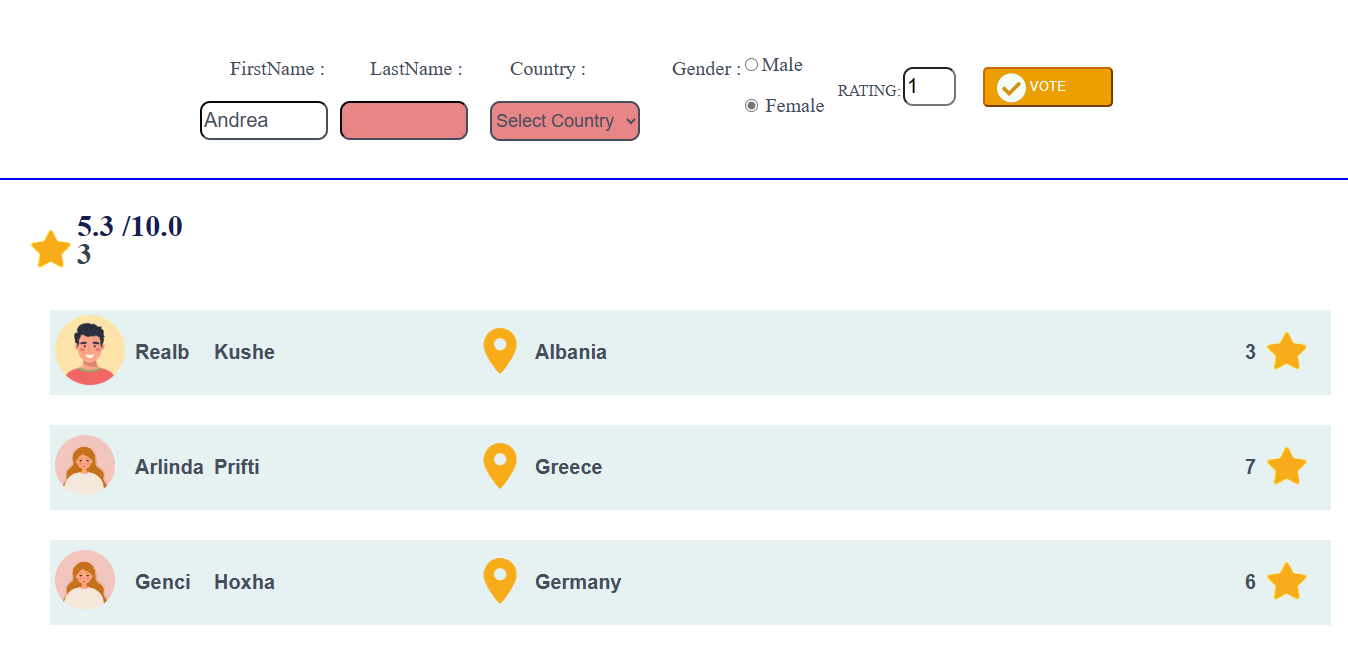 FirstName : LastName : Country : Gender : Male
Andrea Select Country Female RATING: 1 VOTE
5.3 /10.0
3
Realb Kushe Albania 3
Arlinda Prifti Greece 7
Genci Hoxha Germany 6